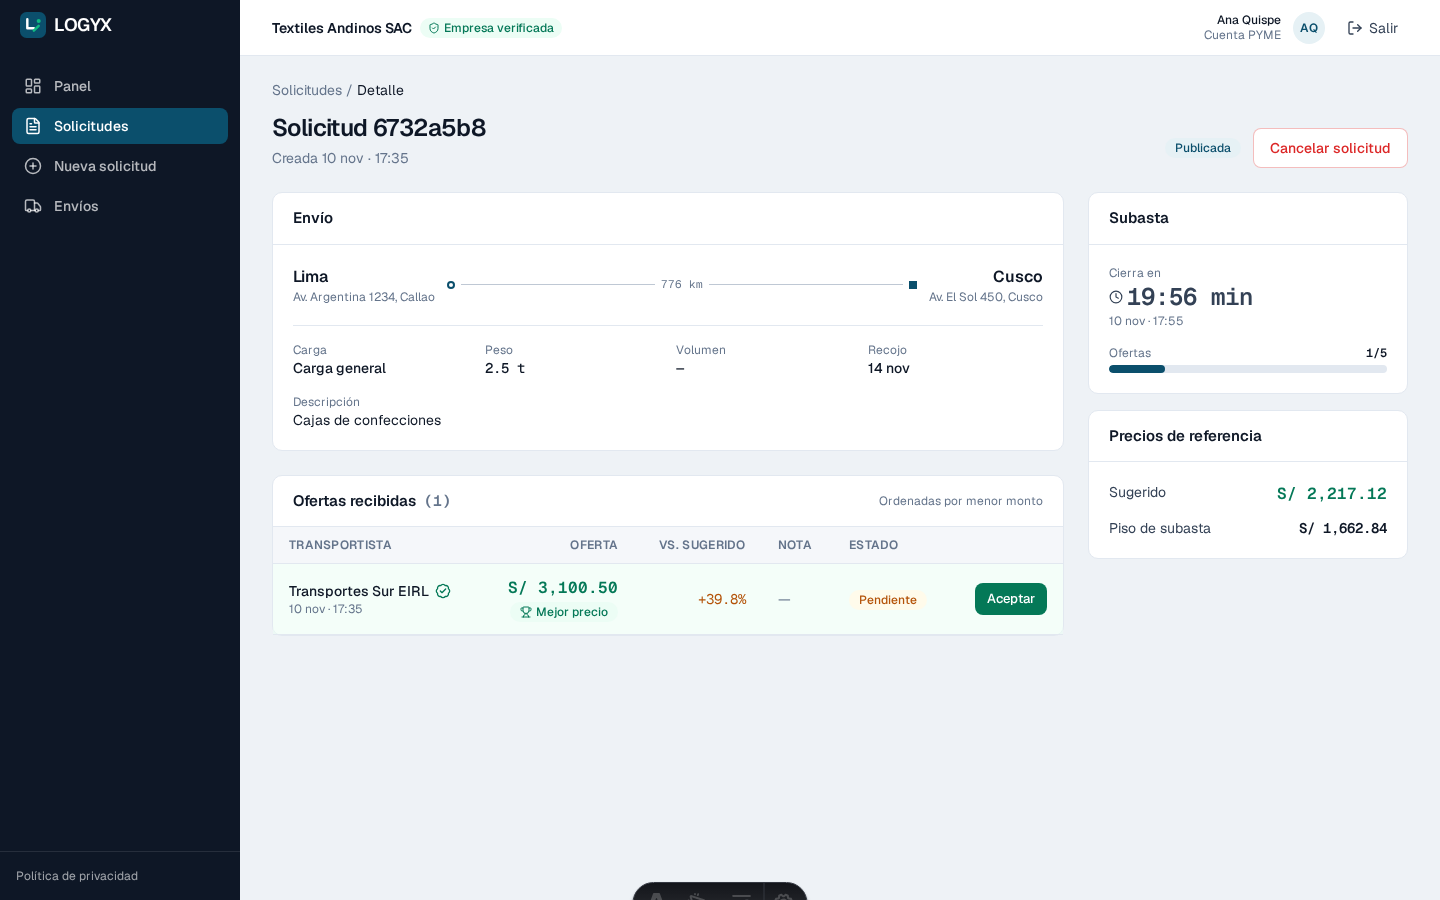 LOGYX
Panel
Solicitudes
Nueva solicitud
Envíos
Política de privacidad
Textiles Andinos SAC
Empresa verificada
Ana Quispe
Cuenta PYME
AQ
Salir
Solicitudes / Detalle
Solicitud 6732a5b8
Creada 10 nov · 17:35
Publicada
Cancelar solicitud
Envío
Lima
Av. Argentina 1234, Callao
776 km
Cusco
Av. El Sol 450, Cusco
Carga
Carga general
Peso
2.5 t
Volumen
—
Recojo
14 nov
Descripción
Cajas de confecciones
Ofertas recibidas (1)
Ordenadas por menor monto
TRANSPORTISTA OFERTA VS. SUGERIDO NOTA ESTADO
Transportes Sur EIRL
10 nov · 17:35
S/ 3,100.50
Mejor precio
+39.8%
—
Pendiente
Aceptar
Subasta
Cierra en
19:56 min
10 nov · 17:55
Ofertas 1/5
Precios de referencia
Sugerido S/ 2,217.12
Piso de subasta S/ 1,662.84